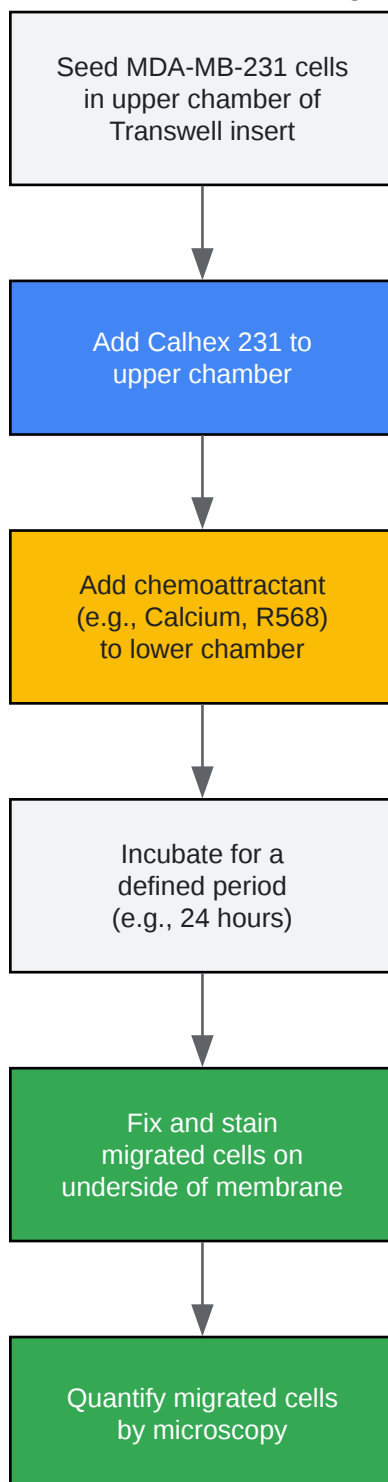 Seed MDA-MB-231 cells
in upper chamber of
Transwell insert
Add Calhex 231 to
upper chamber
Add chemoattractant
(e.g., Calcium, R568)
to lower chamber
Incubate for a
defined period
(e.g., 24 hours)
Fix and stain
migrated cells on
underside of membrane
Quantify migrated cells
by microscopy